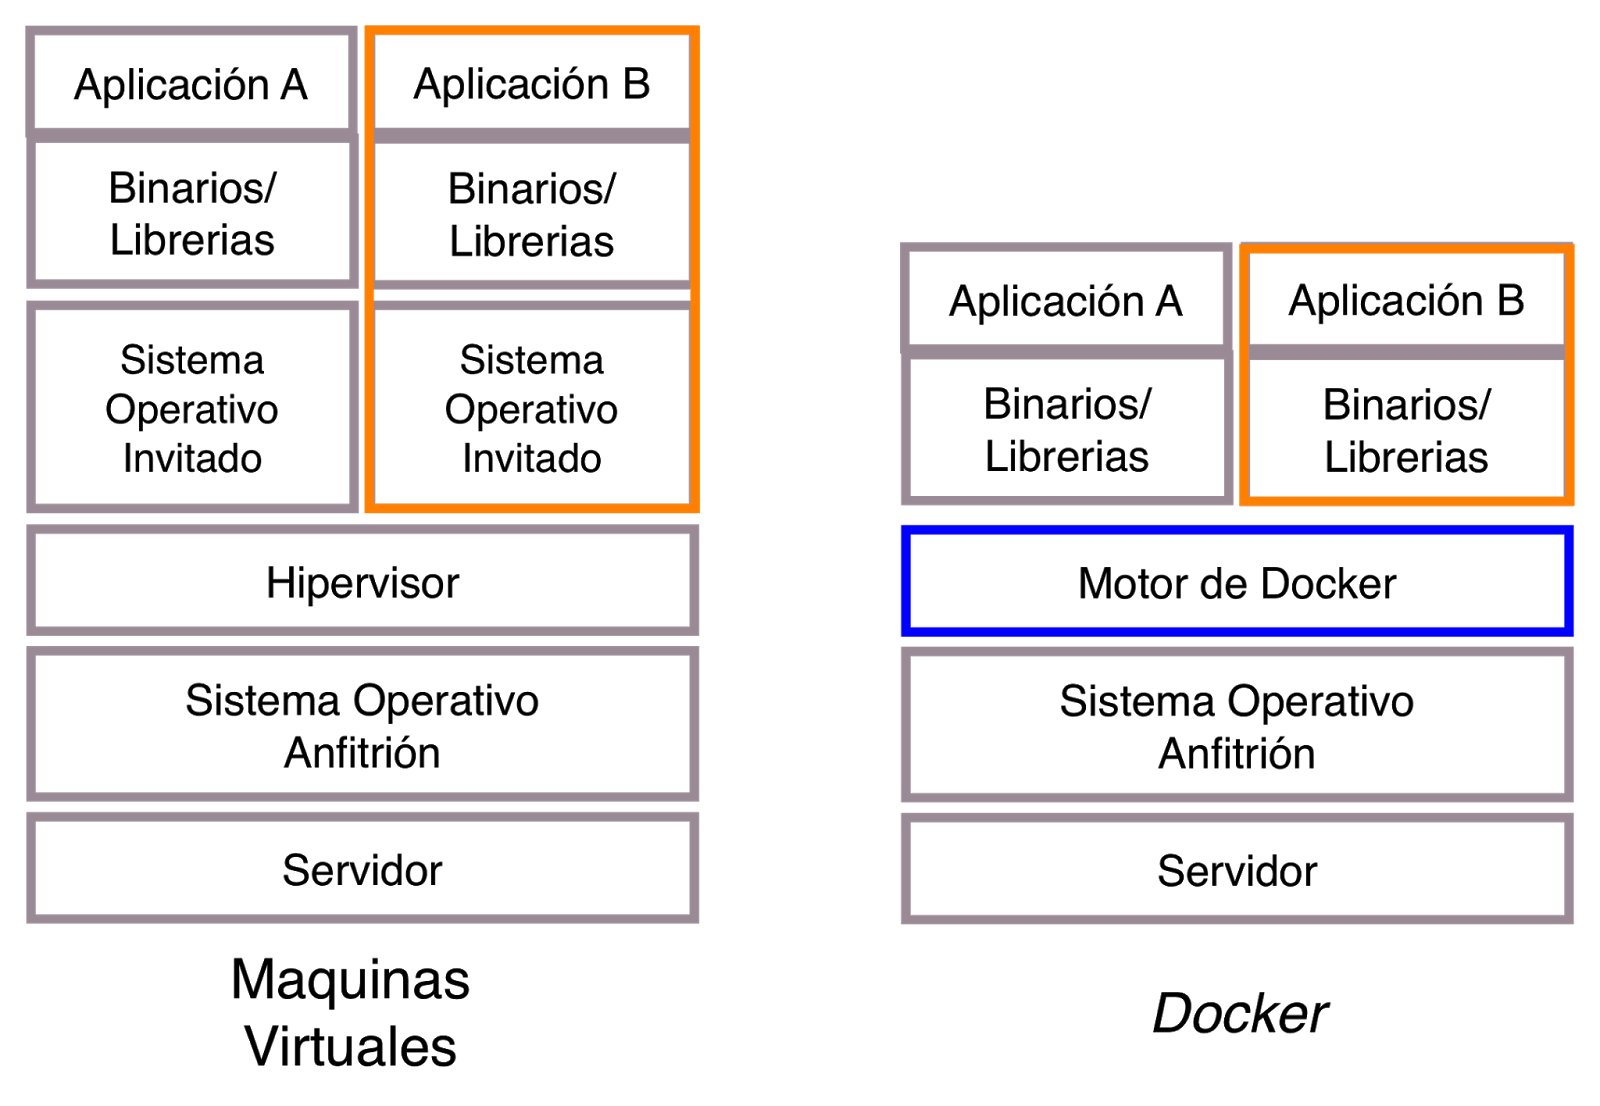 Aplicación A
Binarios/
Librerias
Sistema
Operativo
Invitado
Aplicación B
Binarios/
Librerias
Sistema
Operativo
Invitado
Hipervisor
Sistema Operativo
Anfitrión
Servidor
Maquinas
Virtuales
Aplicación A
Binarios/
Librerias
Aplicación B
Binarios/
Librerias
Motor de Docker
Sistema Operativo
Anfitrión
Servidor
Docker